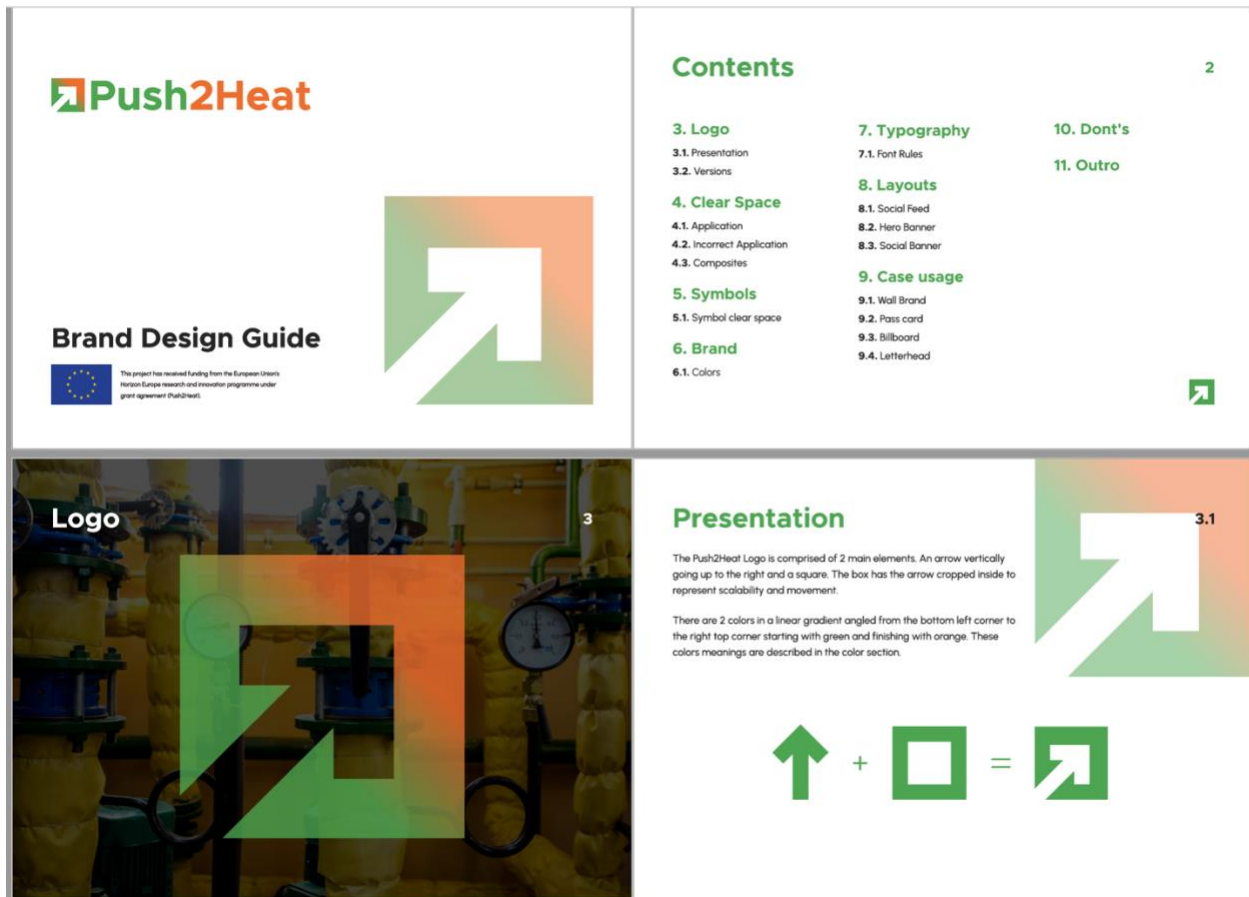 Push2Heat
Brand Design Guide
This project has received funding from the European Union's
Horizon Europe research and innovation programme under
grant agreement (Push2Heat).
Contents
2
3. Logo
3.1. Presentation
3.2. Versions
4. Clear Space
4.1. Application
4.2. Incorrect Application
4.3. Composites
5. Symbols
5.1. Symbol clear space
6. Brand
6.1. Colors
7. Typography
7.1. Font Rules
8. Layouts
8.1. Social Feed
8.2. Hero Banner
8.3. Social Banner
9. Case usage
9.1. Wall Brand
9.2. Pass card
9.3. Billboard
9.4. Letterhead
10. Dont's
11. Outro
Logo
3
Presentation
3.1
The Push2Heat Logo is comprised of 2 main elements. An arrow vertically
going up to the right and a square. The box has the arrow cropped inside to
represent scalability and movement.
There are 2 colors in a linear gradient angled from the bottom left corner to
the right top corner starting with green and finishing with orange. These
colors meanings are described in the color section.
+ =